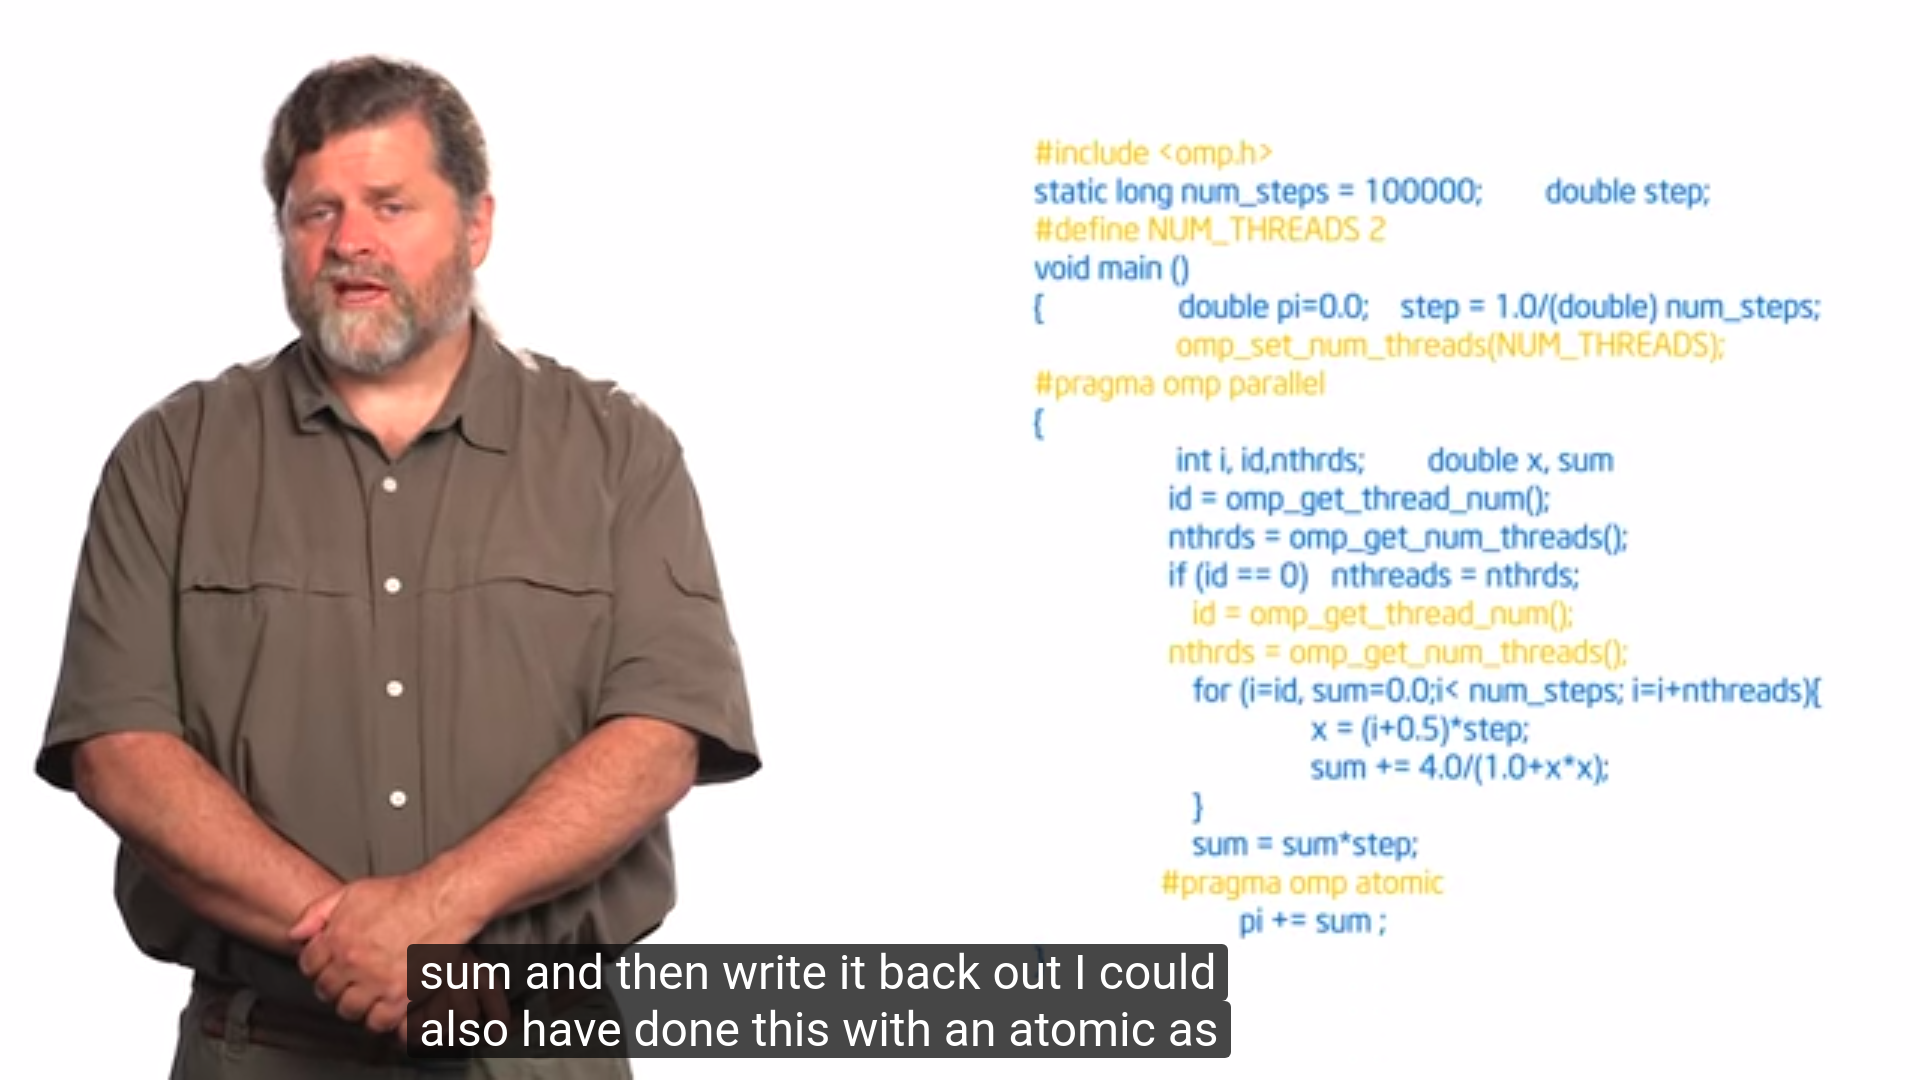 #include <omp.h>
static long num_steps = 100000; double step;
#define NUM_THREADS 2
void main ()
{ double pi=0.0; step = 1.0/(double) num_steps;
omp_set_num_threads(NUM_THREADS);
#pragma omp parallel
{
int i, id,nthrds; double x, sum
id = omp_get_thread_num();
nthrds = omp_get_num_threads();
if (id == 0) nthreads = nthrds;
id = omp_get_thread_num();
nthrds = omp_get_num_threads();
for (i=id, sum=0.0;i< num_steps; i=i+nthreads){
x = (i+0.5)*step;
sum += 4.0/(1.0+x*x);
}
sum = sum*step;
#pragma omp atomic
pi += sum ;
sum and then write it back out I could
also have done this with an atomic as